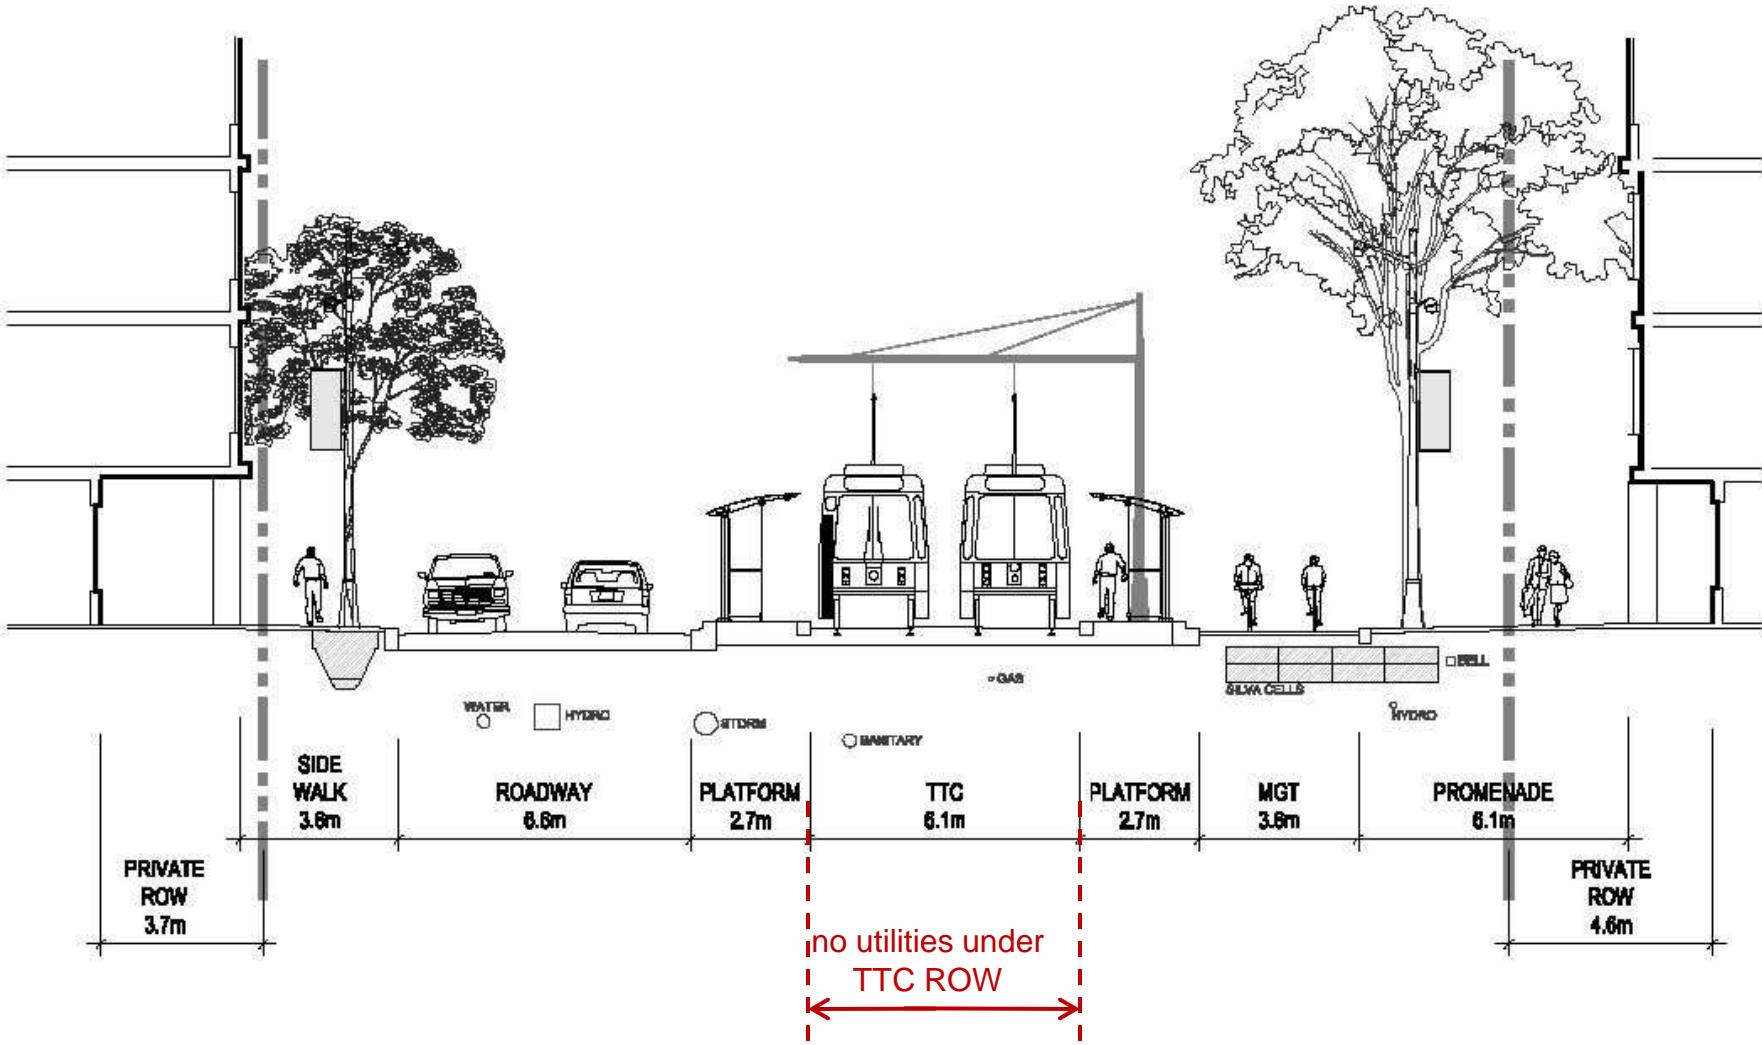 GAS
BELL
SILVA CELLS
WATER
HYDRO
STORM
HYDRO
SANITARY
SIDE
WALK
3.6m
ROADWAY
6.6m
PLATFORM
2.7m
TTC
6.1m
PLATFORM
2.7m
MGT
3.6m
PROMENADE
6.1m
PRIVATE
ROW
3.7m
PRIVATE
ROW
4.6m
no utilities under
TTC ROW